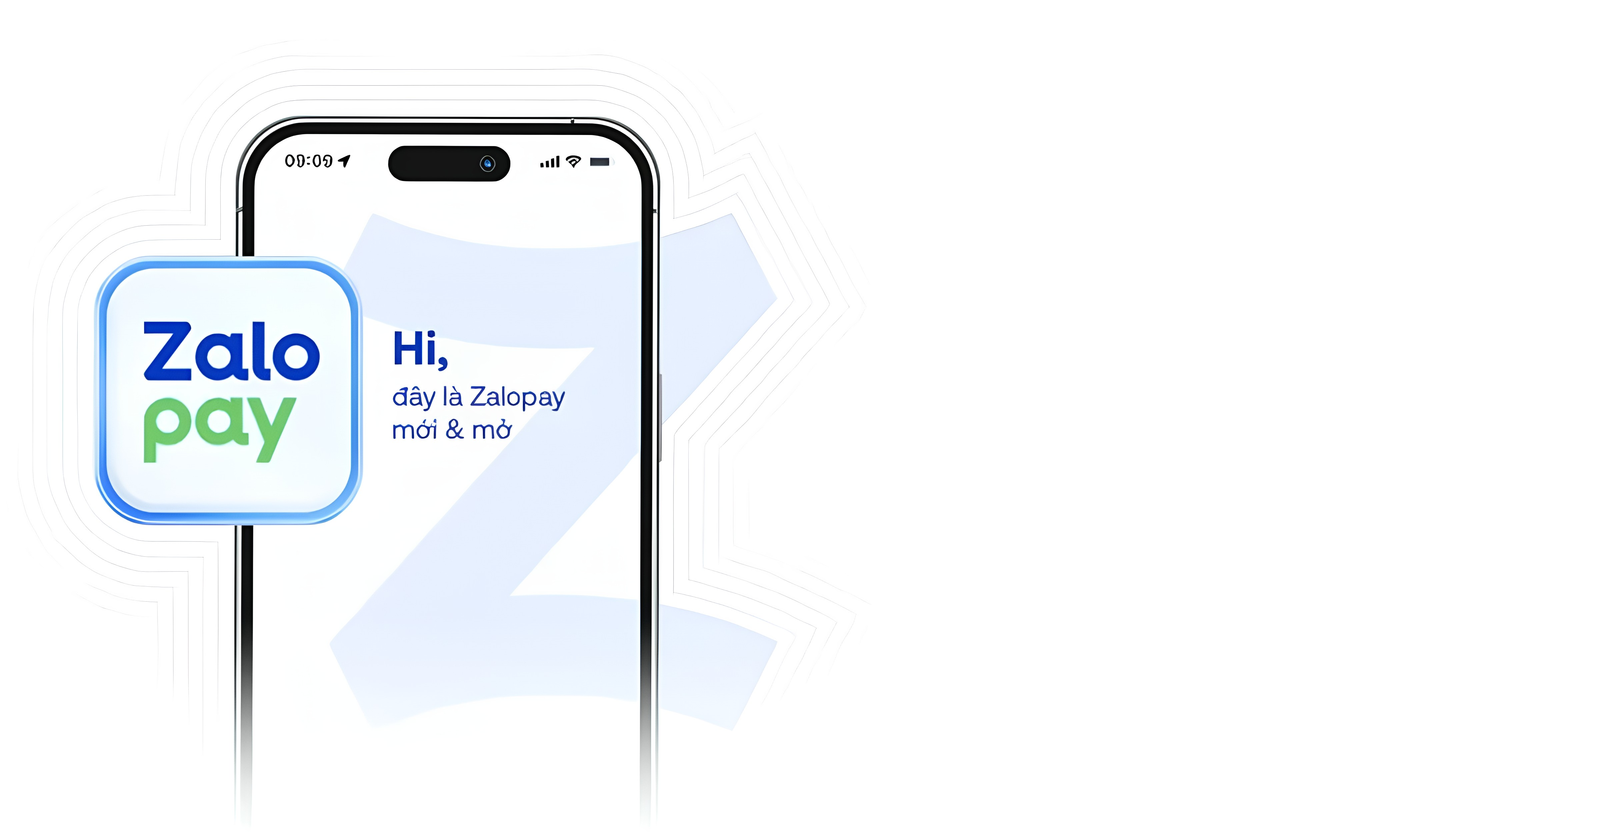 09:09
Zalo
pay
Hi,
đây là Zalopay
mới & mở